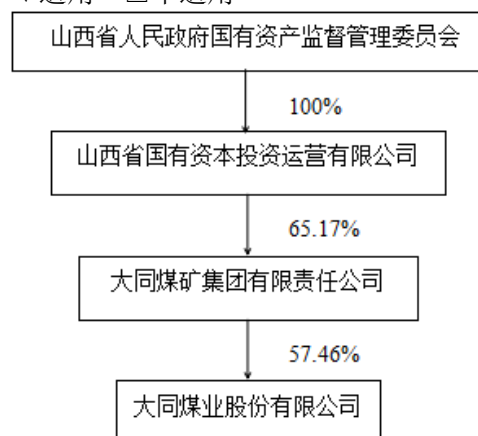 山西省人民政府国有资产监督管理委员会
100%
山西省国有资本投资运营有限公司
65.17%
大同煤矿集团有限责任公司
57.46%
大同煤业股份有限公司